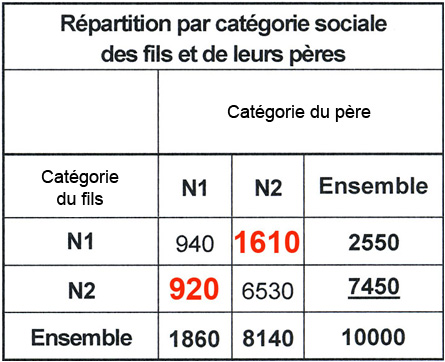 Répartition par catégorie sociale
des fils et de leurs pères
Catégorie du père
Catégorie
du fils
N1 N2 Ensemble
N1 940 1610 2550
N2 920 6530 7450
Ensemble 1860 8140 10000